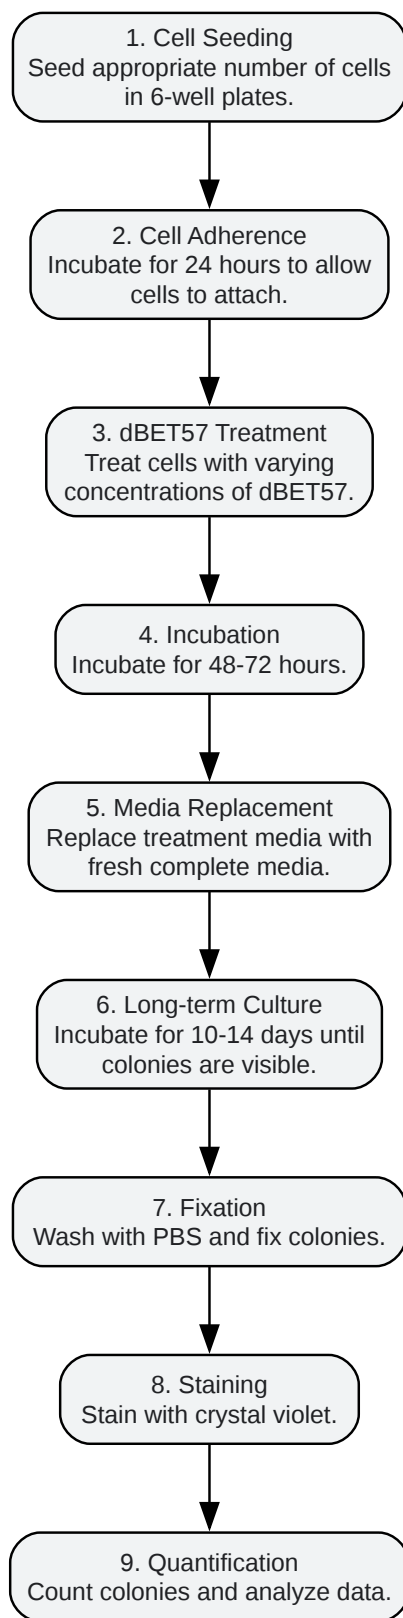 1. Cell Seeding
Seed appropriate number of cells
in 6-well plates.
2. Cell Adherence
Incubate for 24 hours to allow
cells to attach.
3. dBET57 Treatment
Treat cells with varying
concentrations of dBET57.
4. Incubation
Incubate for 48-72 hours.
5. Media Replacement
Replace treatment media with
fresh complete media.
6. Long-term Culture
Incubate for 10-14 days until
colonies are visible.
7. Fixation
Wash with PBS and fix colonies.
8. Staining
Stain with crystal violet.
9. Quantification
Count colonies and analyze data.